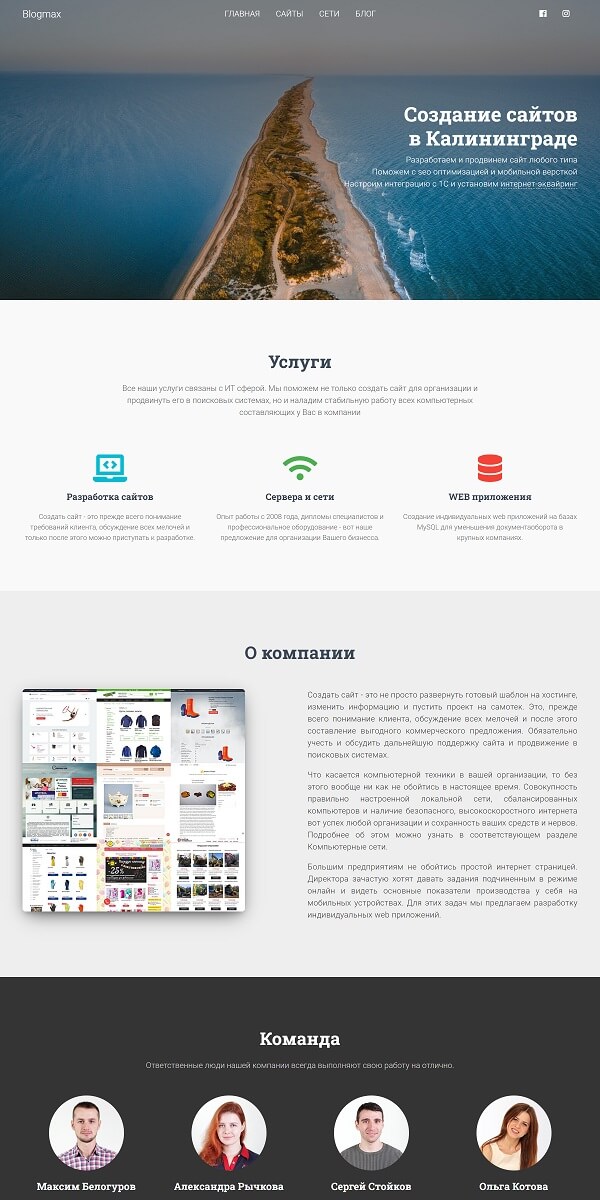 Blogmax
ГЛАВНАЯ САЙТЫ СЕТИ БЛОГ
Создание сайтов
в Калининграде
Разработаем и продвинем сайт любого типа
Поможем с seo оптимизацией и мобильной версткой
Настроим интеграцию с 1С и установим интернет-эквайринг
Услуги
Все наши услуги связаны с ИТ сферой. Мы поможем не только создать сайт для организации и
продвинуть его в поисковых системах, но и наладим стабильную работу всех компьютерных
составляющих у Вас в компании
Разработка сайтов
Создать сайт - это прежде всего понимание
требований клиента, обсуждение всех мелочей и
только после этого можно приступать к разработке.
Сервера и сети
Опыт работы с 2008 года, дипломы специалистов и
профессиональное оборудование - вот наше
предложение для организации Вашего бизнеса.
WEB приложения
Создание индивидуальных web приложений на базах
MySQL для уменьшения документаоборота в
крупных компаниях.
О компании
Создать сайт - это не просто развернуть готовый шаблон на хостинге,
изменить информацию и пустить проект на самотек. Это, прежде
всего понимание клиента, обсуждение всех мелочей и после этого
составление выгодного коммерческого предложения. Обязательно
учесть и обсудить дальнейшую поддержку сайта и продвижение в
поисковых системах.
Что касается компьютерной техники в вашей организации, то без
этого вообще ни как не обойтись в настоящее время. Совокупность
правильно настроенной локальной сети, сбалансированных
компьютеров и наличие безопасного, высокоскоростного интернета
вот успех любой организации и сохранность ваших средств и нервов.
Подробнее об этом можно узнать в соответствующем разделе
Компьютерные сети.
Большим предприятиям не обойтись простой интернет страницей.
Директора зачастую хотят давать задания подчиненным в режиме
онлайн и видеть основные показатели производства у себя на
мобильных устройствах. Для этих задач мы предлагаем разработку
индивидуальных web приложений.
Команда
Ответственные люди нашей компании всегда выполняют свою работу на отлично.
Максим Белогуров
Александра Рычкова
Сергей Стойков
Ольга Котова